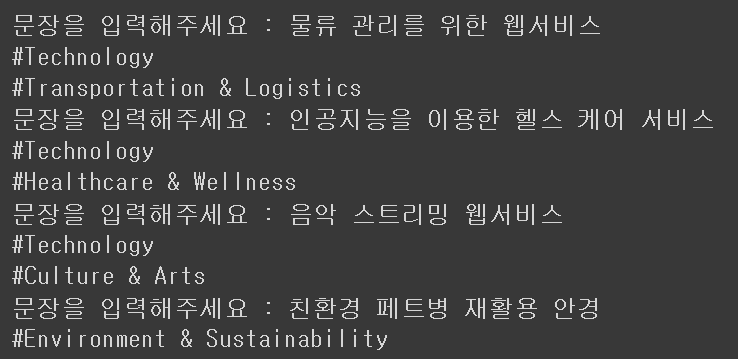 문장을 입력해주세요 : 물류 관리를 위한 웹서비스
#Technology
#Transportation & Logistics
문장을 입력해주세요 : 인공지능을 이용한 헬스 케어 서비스
#Technology
#Healthcare & Wellness
문장을 입력해주세요 : 음악 스트리밍 웹서비스
#Technology
#Culture & Arts
문장을 입력해주세요 : 친환경 페트병 재활용 안경
#Environment & Sustainability